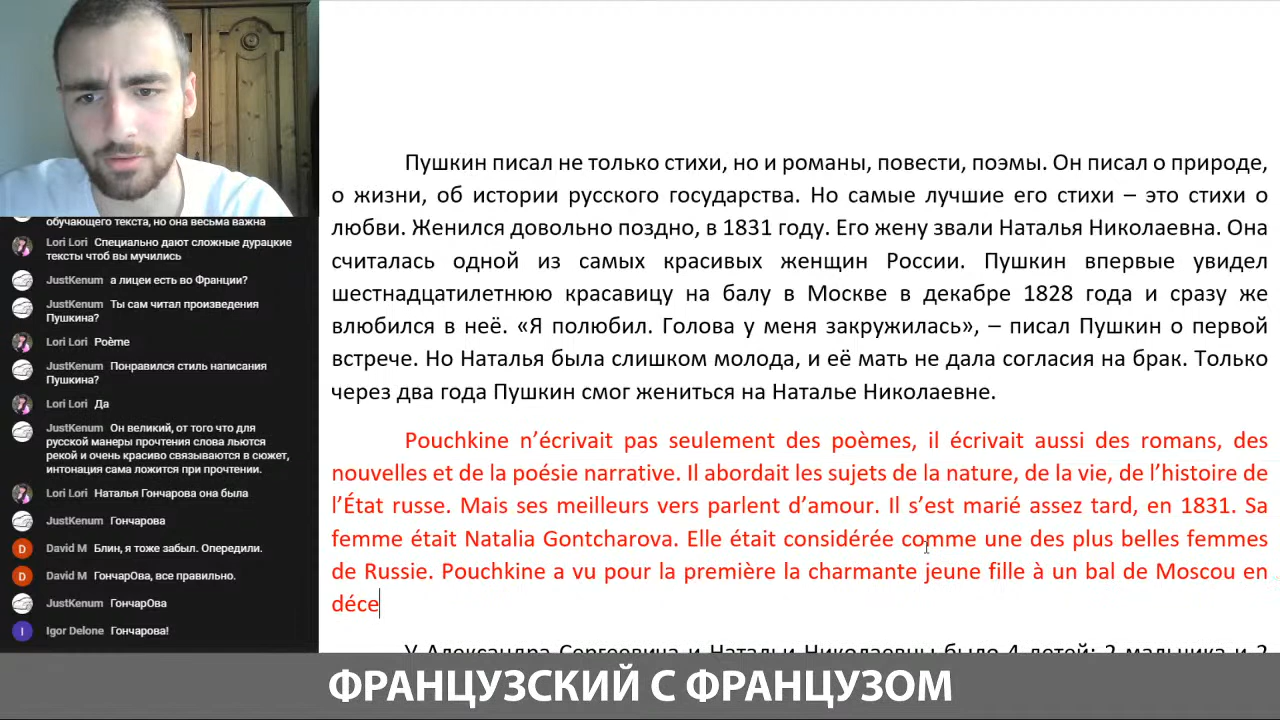 обучающего текста, но она весьма важна
Lori Lori Специально дают сложные дурацкие
тексты чтоб вы мучились
JustKenum а лицеи есть во Франции?
JustKenum Ты сам читал произведения
Пушкина?
Lori Lori Poème
JustKenum Понравился стиль написания
Пушкина?
Lori Lori Да
JustKenum Он великий, от того что для
русской манеры прочтения слова льются
рекой и очень красиво связываются в сюжет,
интонация сама ложится при прочтении.
Lori Lori Наталья Гончарова она была
JustKenum Гончарова
D David M Блин, я тоже забыл. Опередили.
D David M ГончарОва, все правильно.
JustKenum ГончарОва
I Igor Delone Гончарова!
Пушкин писал не только стихи, но и романы, повести, поэмы. Он писал о природе,
о жизни, об истории русского государства. Но самые лучшие его стихи – это стихи о
любви. Женился довольно поздно, в 1831 году. Его жену звали Наталья Николаевна. Она
считалась одной из самых красивых женщин России. Пушкин впервые увидел
шестнадцатилетнюю красавицу на балу в Москве в декабре 1828 года и сразу же
влюбился в неё. «Я полюбил. Голова у меня закружилась», – писал Пушкин о первой
встрече. Но Наталья была слишком молода, и её мать не дала согласия на брак. Только
через два года Пушкин смог жениться на Наталье Николаевне.
Pouchkine n’écrivait pas seulement des poèmes, il écrivait aussi des romans, des
nouvelles et de la poésie narrative. Il abordait les sujets de la nature, de la vie, de l’histoire de
l’État russe. Mais ses meilleurs vers parlent d’amour. Il s’est marié assez tard, en 1831. Sa
femme était Natalia Gontcharova. Elle était considérée comme une des plus belles femmes
de Russie. Pouchkine a vu pour la première la charmante jeune fille à un bal de Moscou en
déce
У Александра Сергеевича и Натальи Николаевны было 4 детей: 2 мальчика и 2
ФРАНЦУЗСКИЙ С ФРАНЦУЗОМ